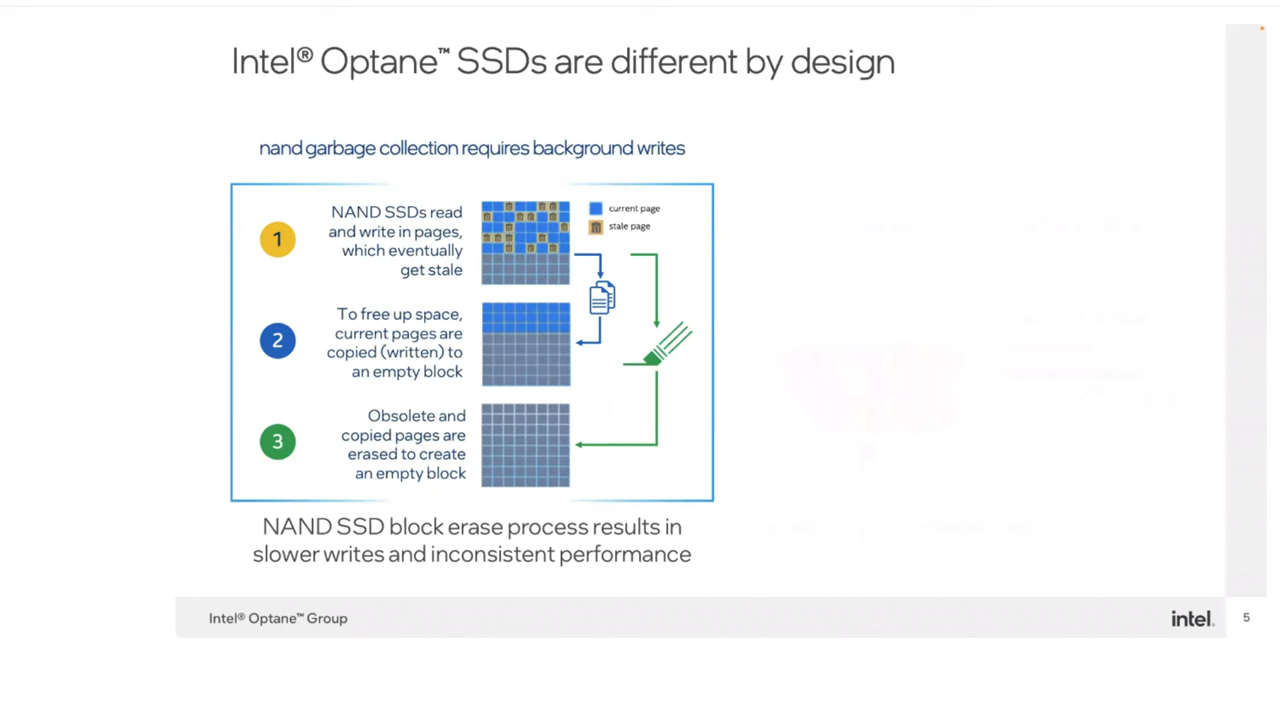 Intel® Optane™ SSDs are different by design
nand garbage collection requires background writes
1
NAND SSDs read
and write in pages,
which eventually
get stale
current page
stale page
2
To free up space,
current pages are
copied (written) to
an empty block
3
Obsolete and
copied pages are
erased to create
an empty block
NAND SSD block erase process results in
slower writes and inconsistent performance
Intel® Optane™ Group
intel.
5